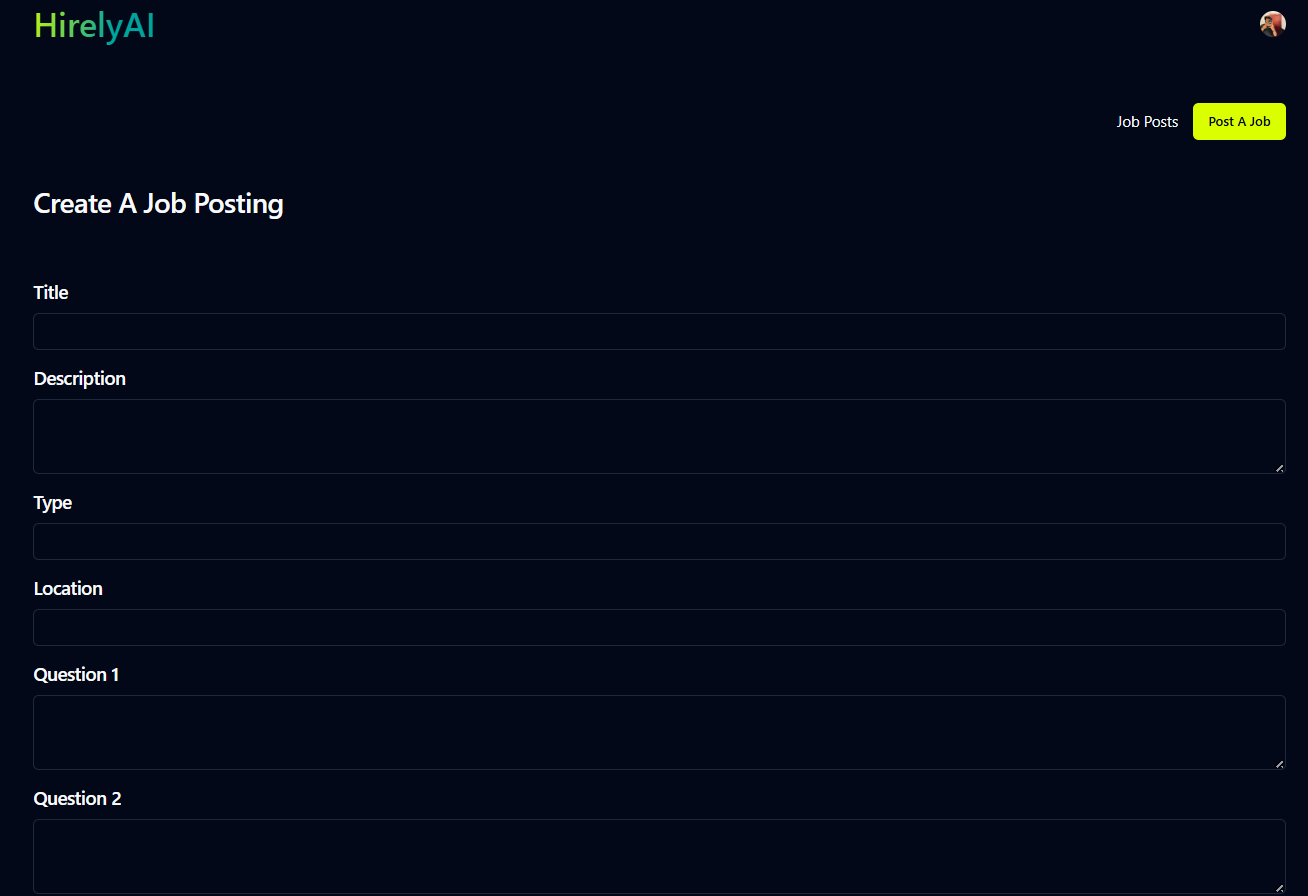 HirelyAI
Job Posts
Post A Job
Create A Job Posting
Title
Description
Type
Location
Question 1
Question 2